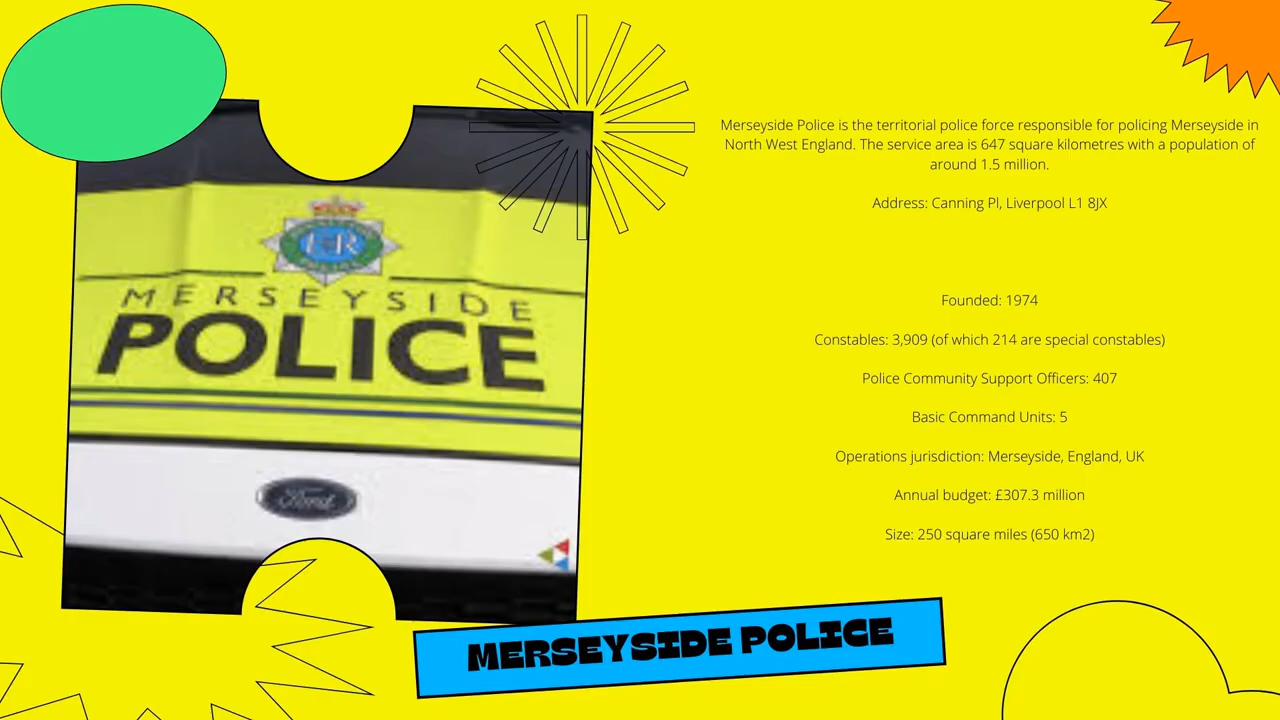 Merseyside Police is the territorial police force responsible for policing Merseyside in
North West England. The service area is 647 square kilometres with a population of
around 1.5 million.
Address: Canning Pl, Liverpool L1 8JX
Founded: 1974
Constables: 3,909 (of which 214 are special constables)
Police Community Support Officers: 407
Basic Command Units: 5
Operations jurisdiction: Merseyside, England, UK
Annual budget: £307.3 million
Size: 250 square miles (650 km2)
E R
MERSEYSIDE
POLICE
Ford
MERSEYSIDE POLICE